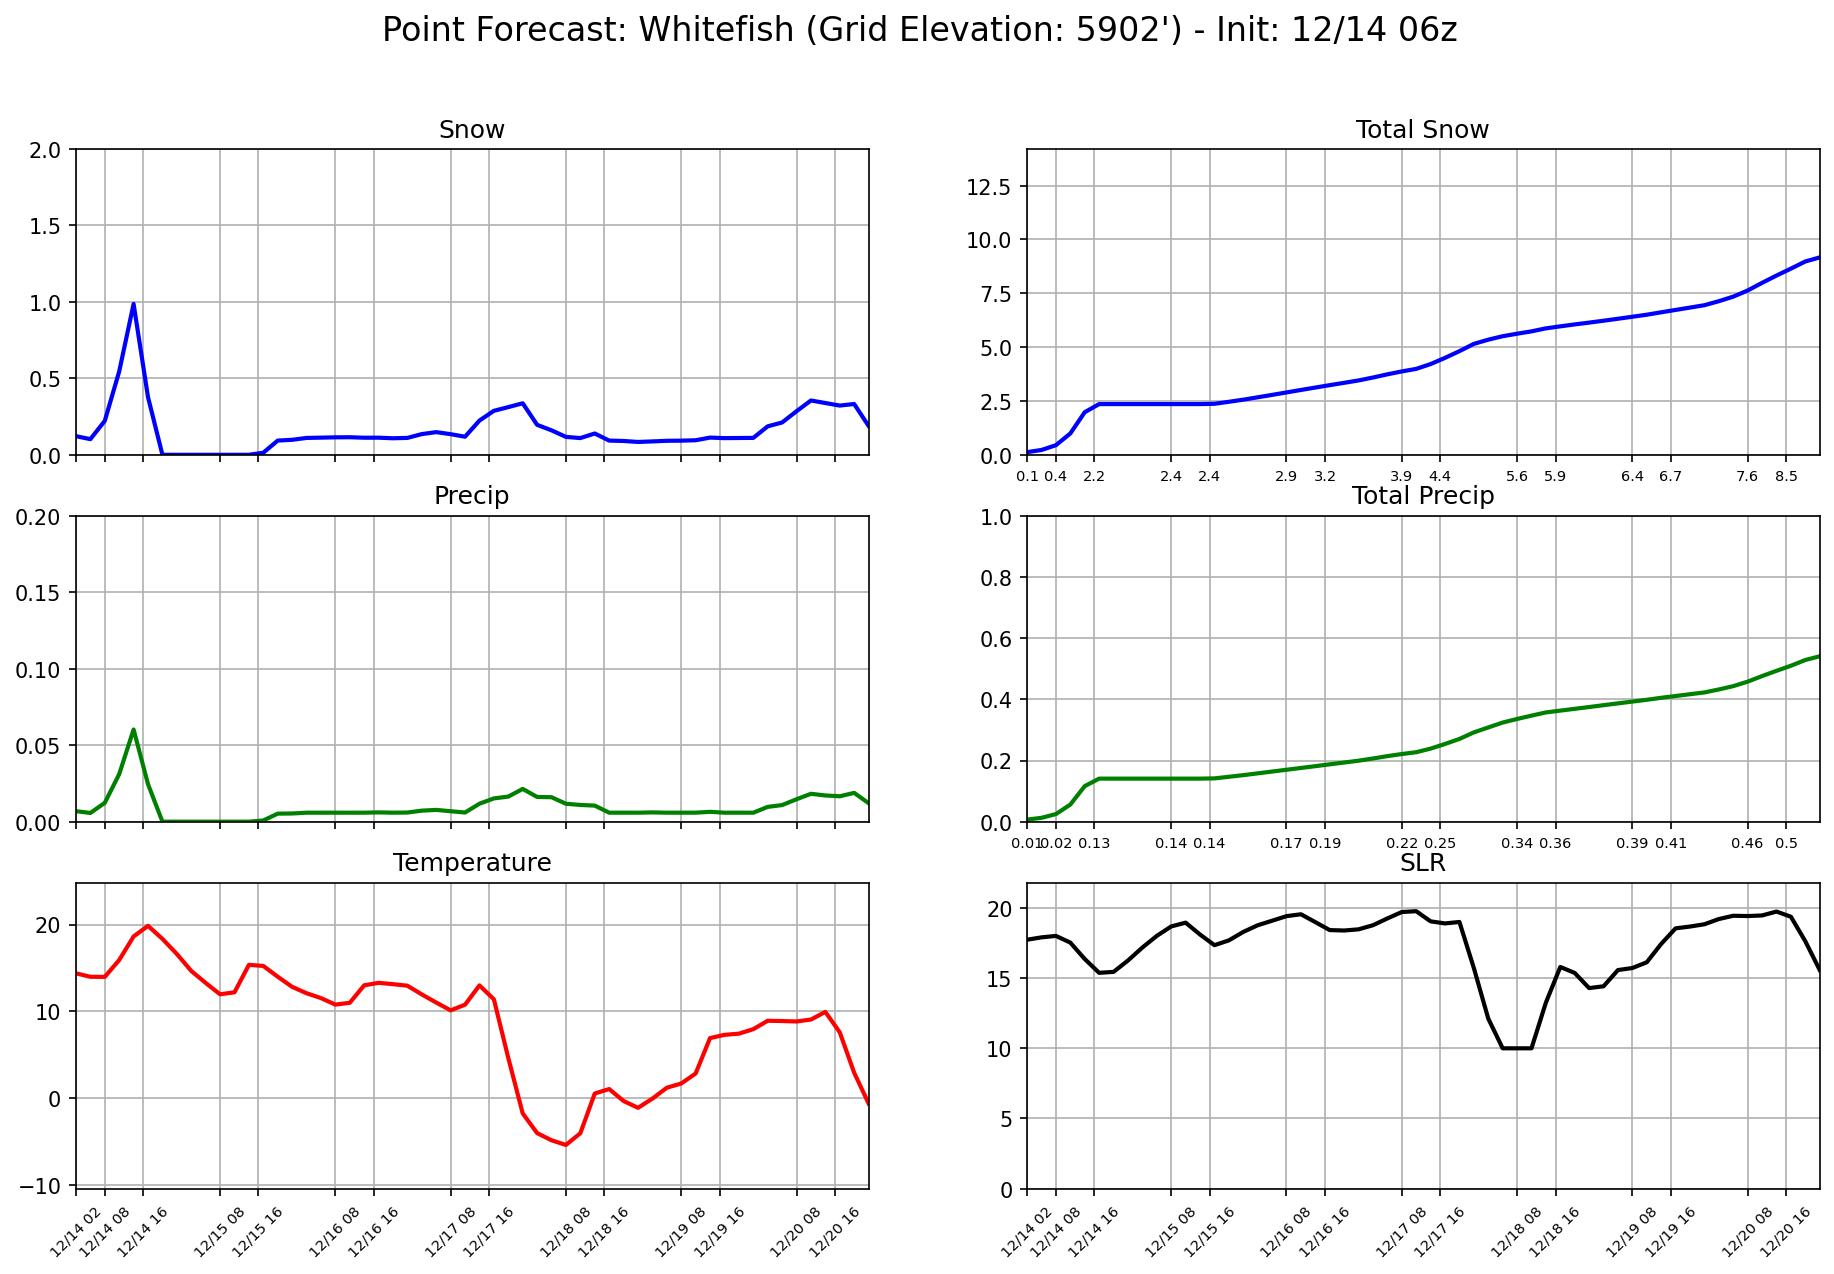 Point Forecast: Whitefish (Grid Elevation: 5902') - Init: 12/14 06z
Snow
2.0
1.5
1.0
0.5
0.0
Total Snow
12.5
10.0
7.5
5.0
2.5
0.0
0.1 0.4 2.2 2.4 2.4 2.9 3.2 3.9 4.4 5.6 5.9 6.4 6.7 7.6 8.5
Precip
0.20
0.15
0.10
0.05
0.00
Total Precip
1.0
0.8
0.6
0.4
0.2
0.0
0.01 0.02 0.13 0.14 0.14 0.17 0.19 0.22 0.25 0.34 0.36 0.39 0.41 0.46 0.5
Temperature
20
10
0
−10
12/14 02 12/14 08 12/14 16 12/15 08 12/15 16 12/16 08 12/16 16 12/17 08 12/17 16 12/18 08 12/18 16 12/19 08 12/19 16 12/20 08 12/20 16
SLR
20
15
10
5
0
12/14 02 12/14 08 12/14 16 12/15 08 12/15 16 12/16 08 12/16 16 12/17 08 12/17 16 12/18 08 12/18 16 12/19 08 12/19 16 12/20 08 12/20 16